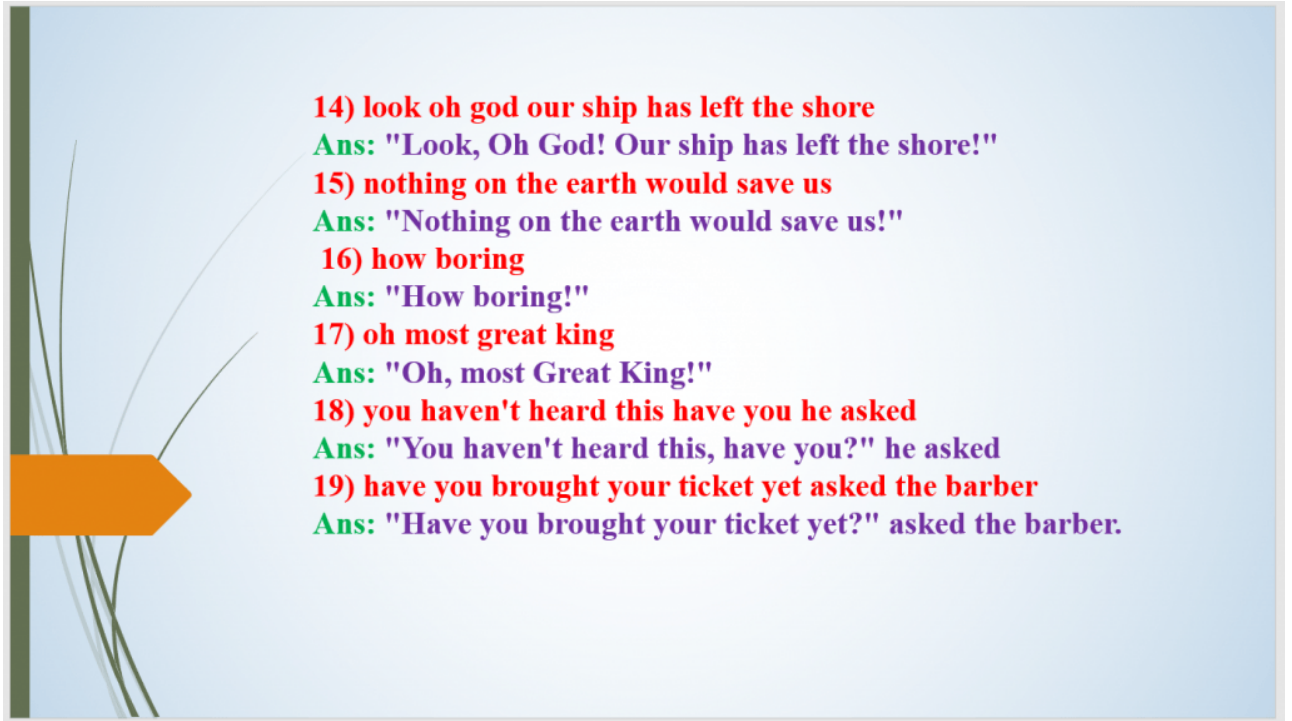 14) look oh god our ship has left the shore
Ans: "Look, Oh God! Our ship has left the shore!"
15) nothing on the earth would save us
Ans: "Nothing on the earth would save us!"
16) how boring
Ans: "How boring!"
17) oh most great king
Ans: "Oh, most Great King!"
18) you haven't heard this have you he asked
Ans: "You haven't heard this, have you?" he asked
19) have you brought your ticket yet asked the barber
Ans: "Have you brought your ticket yet?" asked the barber.